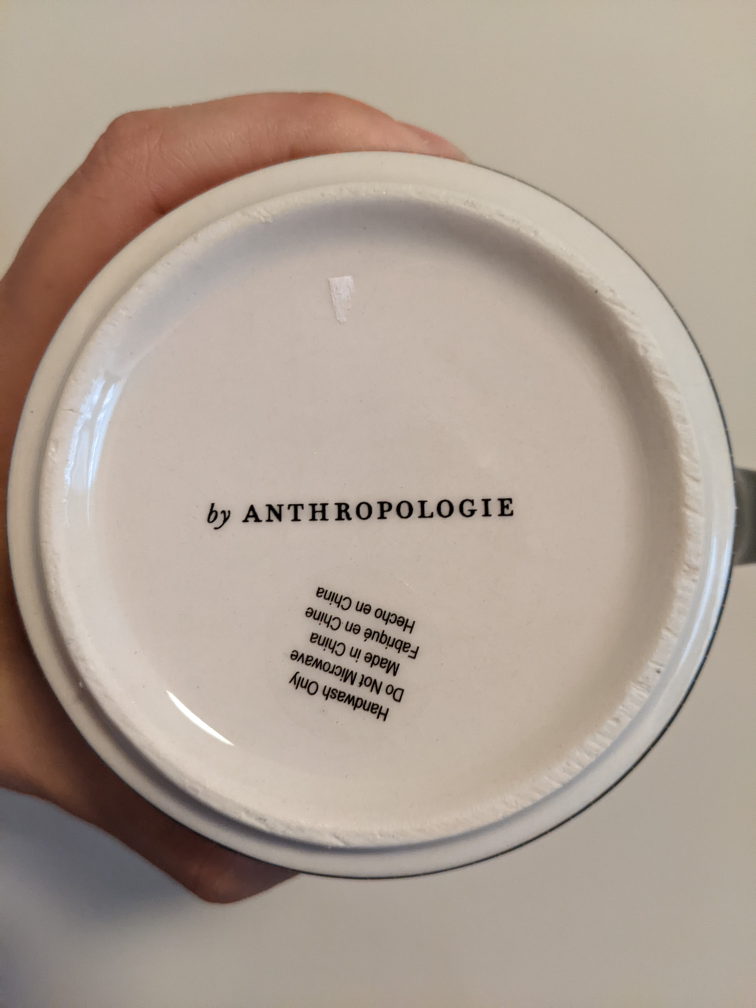 by ANTHROPOLOGIE
Handwash Only
Do Not Microwave
Made in China
Fabriqué en Chine
Hecho en China